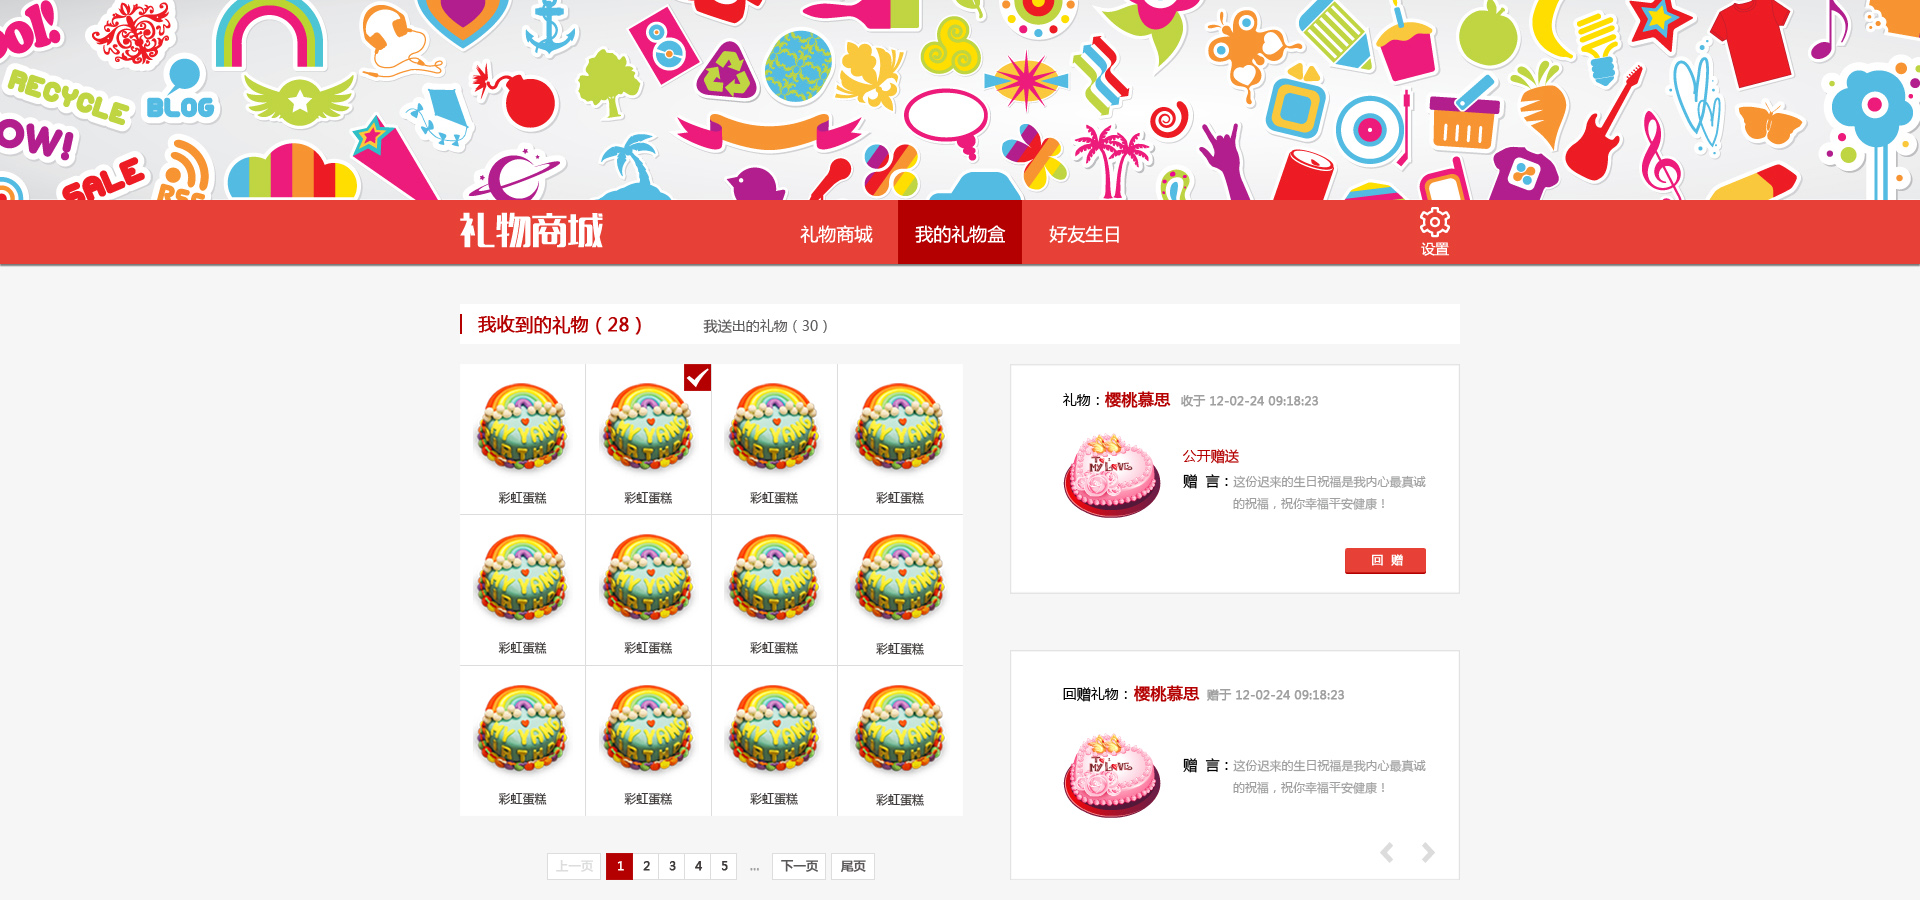 OOL!
RECYCLE
BLOG
OW!
SALE
RSS
礼物商城
礼物商城
我的礼物盒
好友生日
设置
我收到的礼物（28）
我送出的礼物（30）
彩虹蛋糕
彩虹蛋糕
彩虹蛋糕
彩虹蛋糕
彩虹蛋糕
彩虹蛋糕
彩虹蛋糕
彩虹蛋糕
彩虹蛋糕
彩虹蛋糕
彩虹蛋糕
彩虹蛋糕
上一页 1 2 3 4 5 ... 下一页 尾页
礼物：樱桃慕思 收于 12-02-24 09:18:23
To:
My Love
公开赠送
赠 言：这份迟来的生日祝福是我内心最真诚
的祝福，祝你幸福平安健康！
回 赠
回赠礼物：樱桃慕思 赠于 12-02-24 09:18:23
To:
My Love
赠 言：这份迟来的生日祝福是我内心最真诚
的祝福，祝你幸福平安健康！